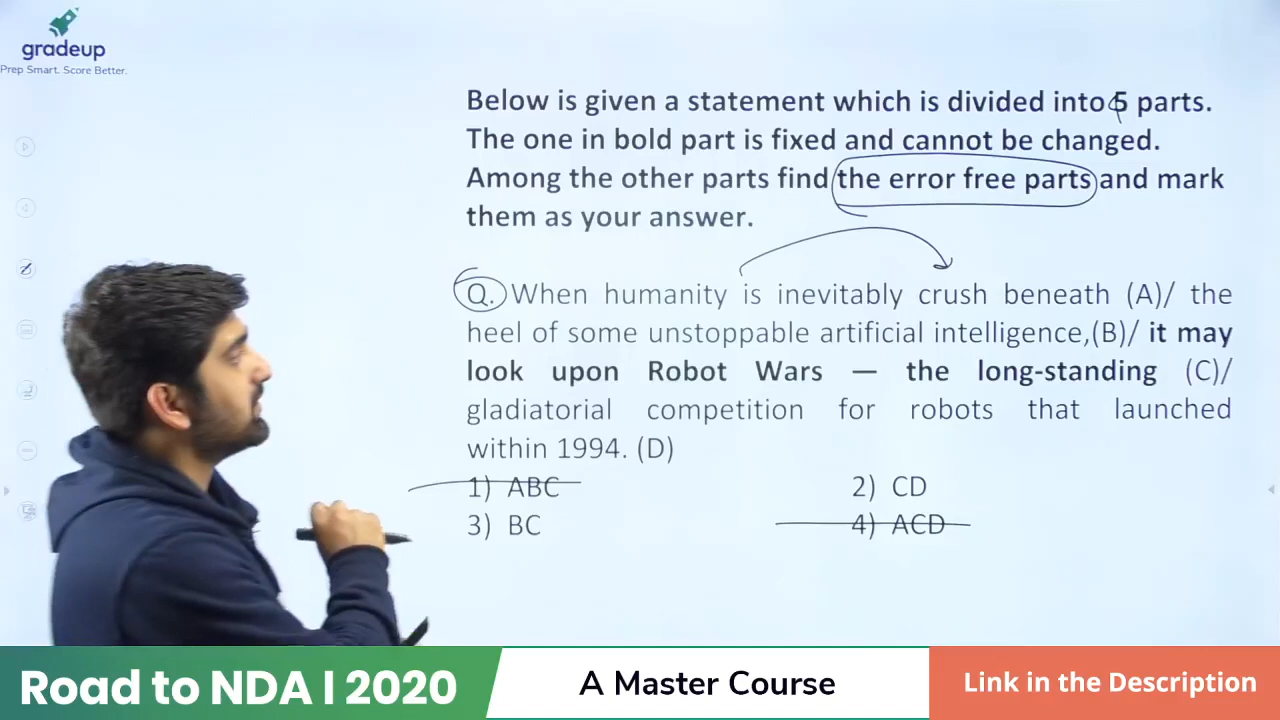 gradeup
Prep Smart. Score Better.
Below is given a statement which is divided into 5 parts.
The one in bold part is fixed and cannot be changed.
Among the other parts find the error free parts and mark
them as your answer.
Q. When humanity is inevitably crush beneath (A)/ the
heel of some unstoppable artificial intelligence,(B)/ it may
look upon Robot Wars — the long-standing (C)/
gladiatorial competition for robots that launched
within 1994. (D)
1) ABC 2) CD
3) BC 4) ACD
Road to NDA I 2020
A Master Course
Link in the Description